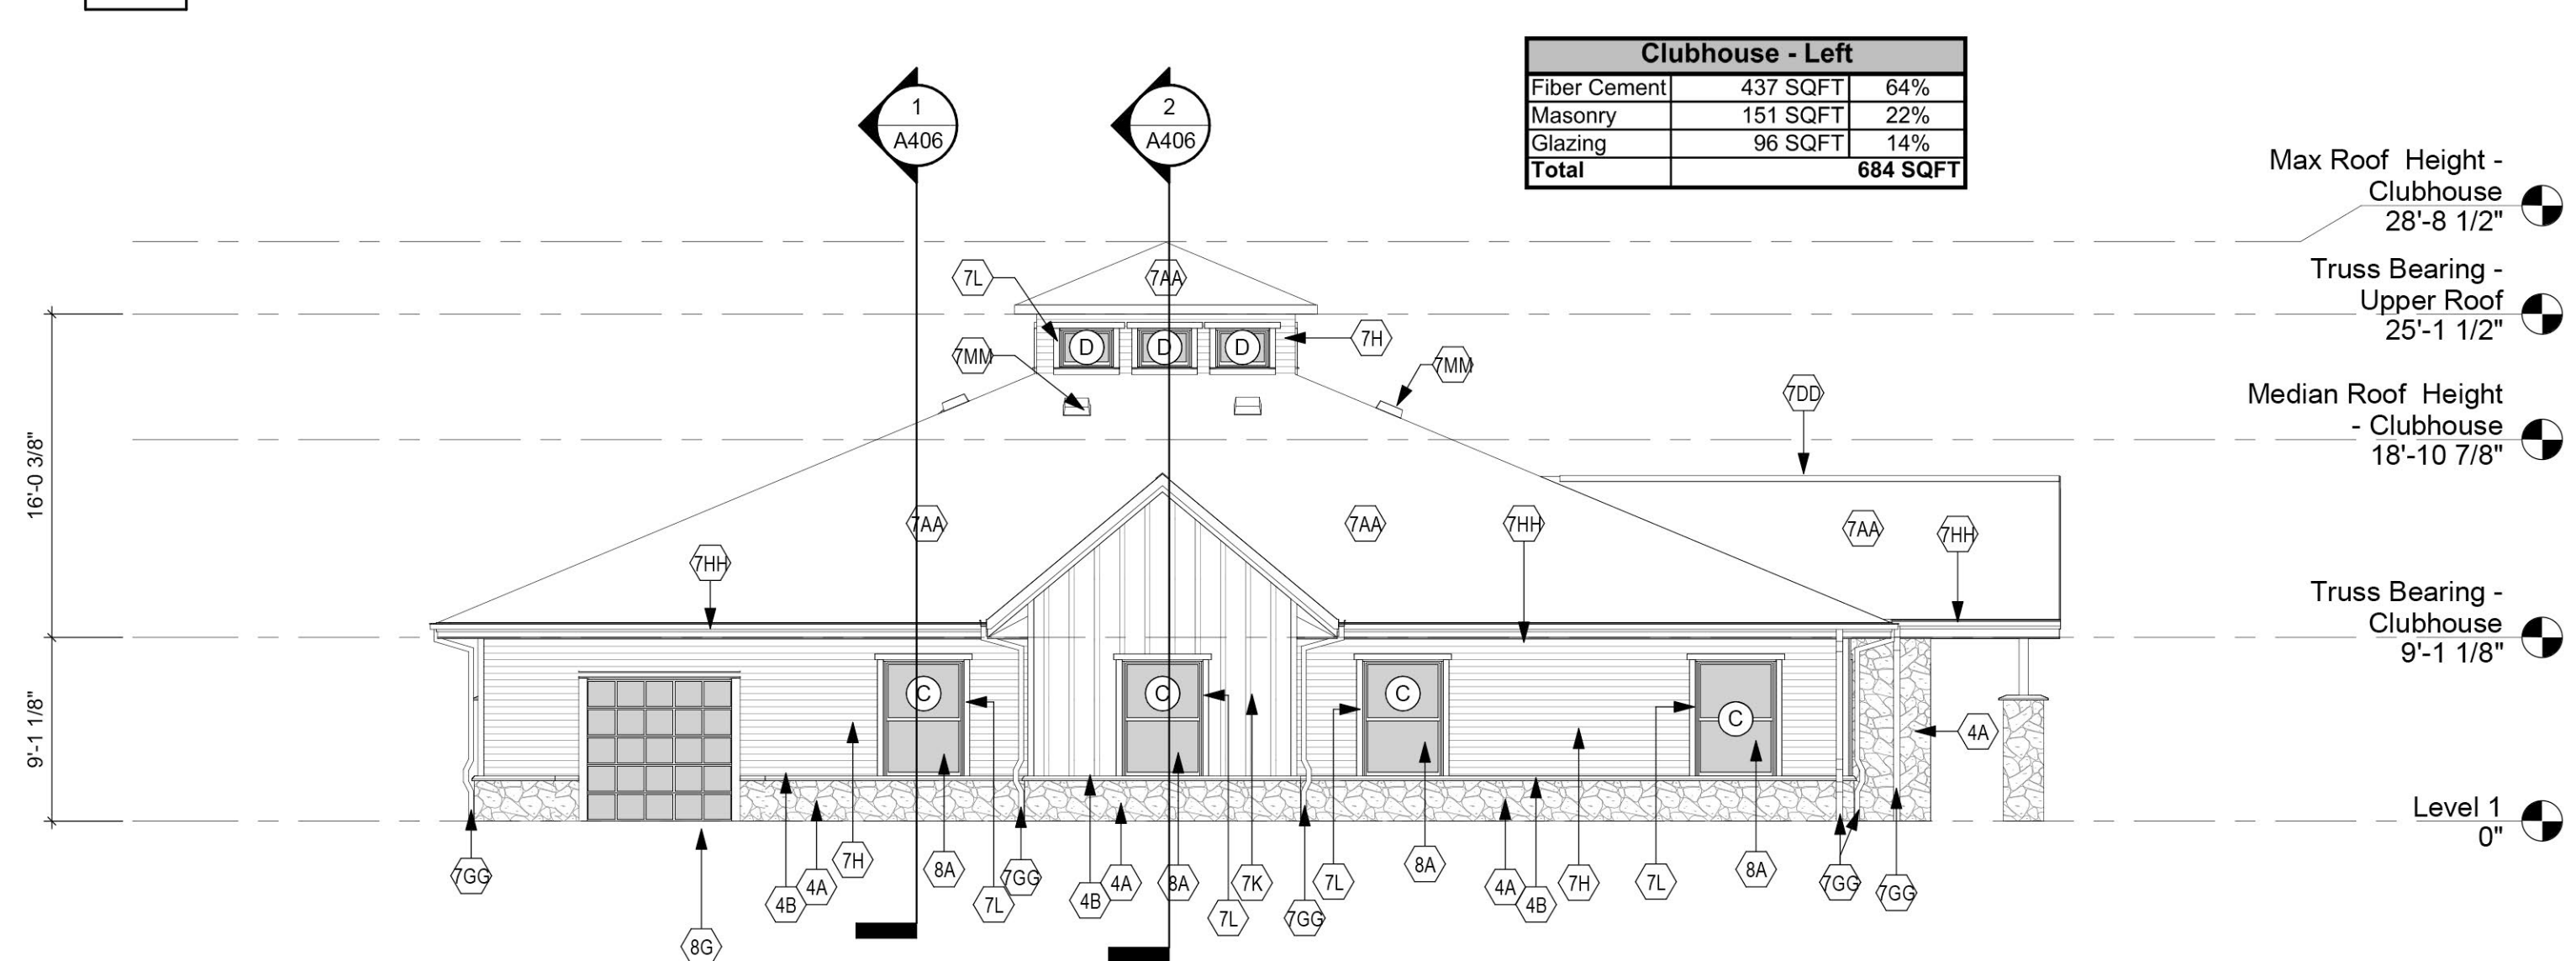 Clubhouse - Left
Fiber Cement 437 SQFT 64%
Masonry 151 SQFT 22%
Glazing 96 SQFT 14%
Total 684 SQFT
1
A406
2
A406
Max Roof Height -
Clubhouse
28'-8 1/2"
Truss Bearing -
Upper Roof
25'-1 1/2"
Median Roof Height
- Clubhouse
18'-10 7/8"
Truss Bearing -
Clubhouse
9'-1 1/8"
Level 1
0"
16'-0 3/8"
9'-1 1/8"
7L
7AA
D
D
D
7H
7MM
7MM
7DD
7AA
7AA
7HH
7AA
7HH
7HH
C
C
C
C
4A
7GG
8G
4B
4A
7H
8A
7L
7GG
4B
4A
8A
7L
7K
7GG
7L
8A
4A
4B
7H
7L
8A
7GG
7GG